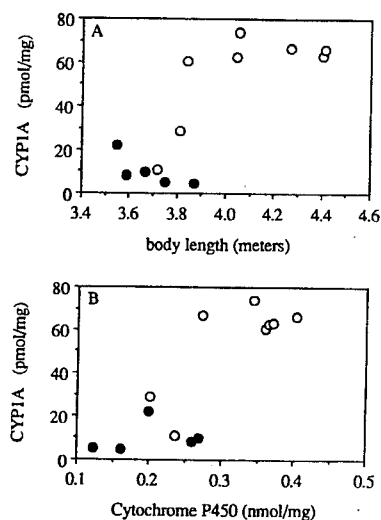 A
80
60
40
20
0
CYP1A (pmol/mg)
3.4 3.6 3.8 4.0 4.2 4.4 4.6
body length (meters)
B
80
60
40
20
0
CYP1A (pmol/mg)
0.1 0.2 0.3 0.4 0.5
Cytochrome P450 (nmol/mg)